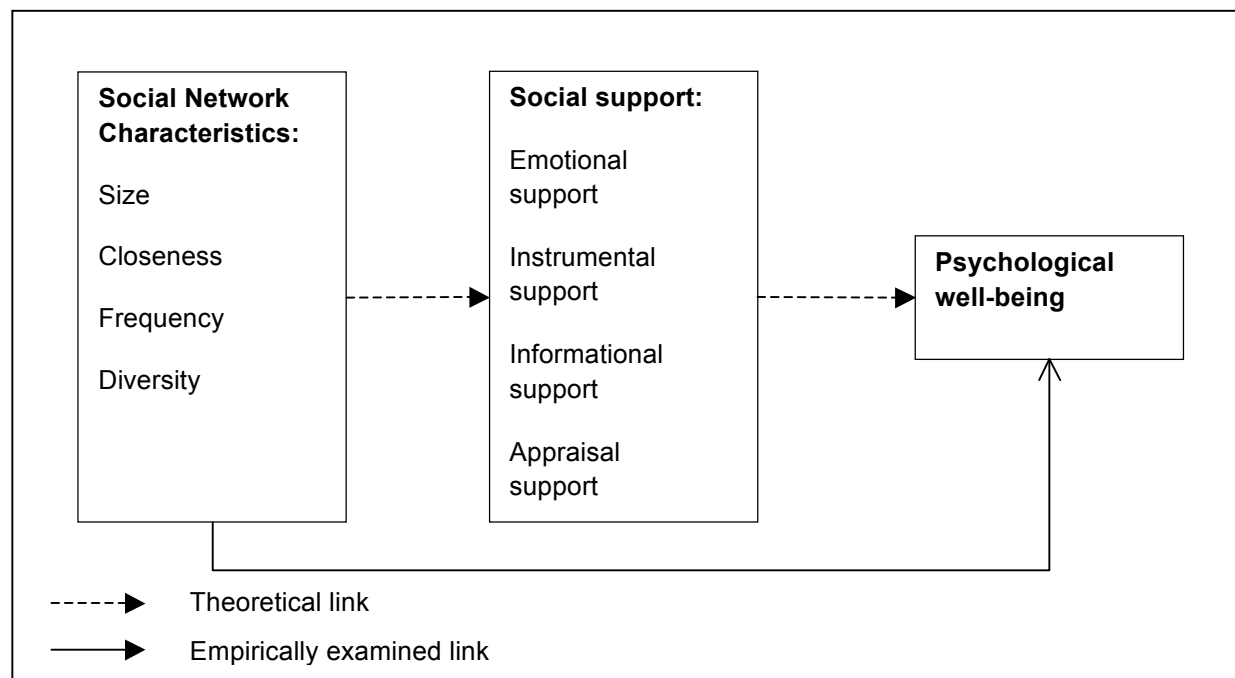 Social Network
Characteristics:
Size
Closeness
Frequency
Diversity
Social support:
Emotional
support
Instrumental
support
Informational
support
Appraisal
support
Psychological
well-being
Theoretical link
Empirically examined link